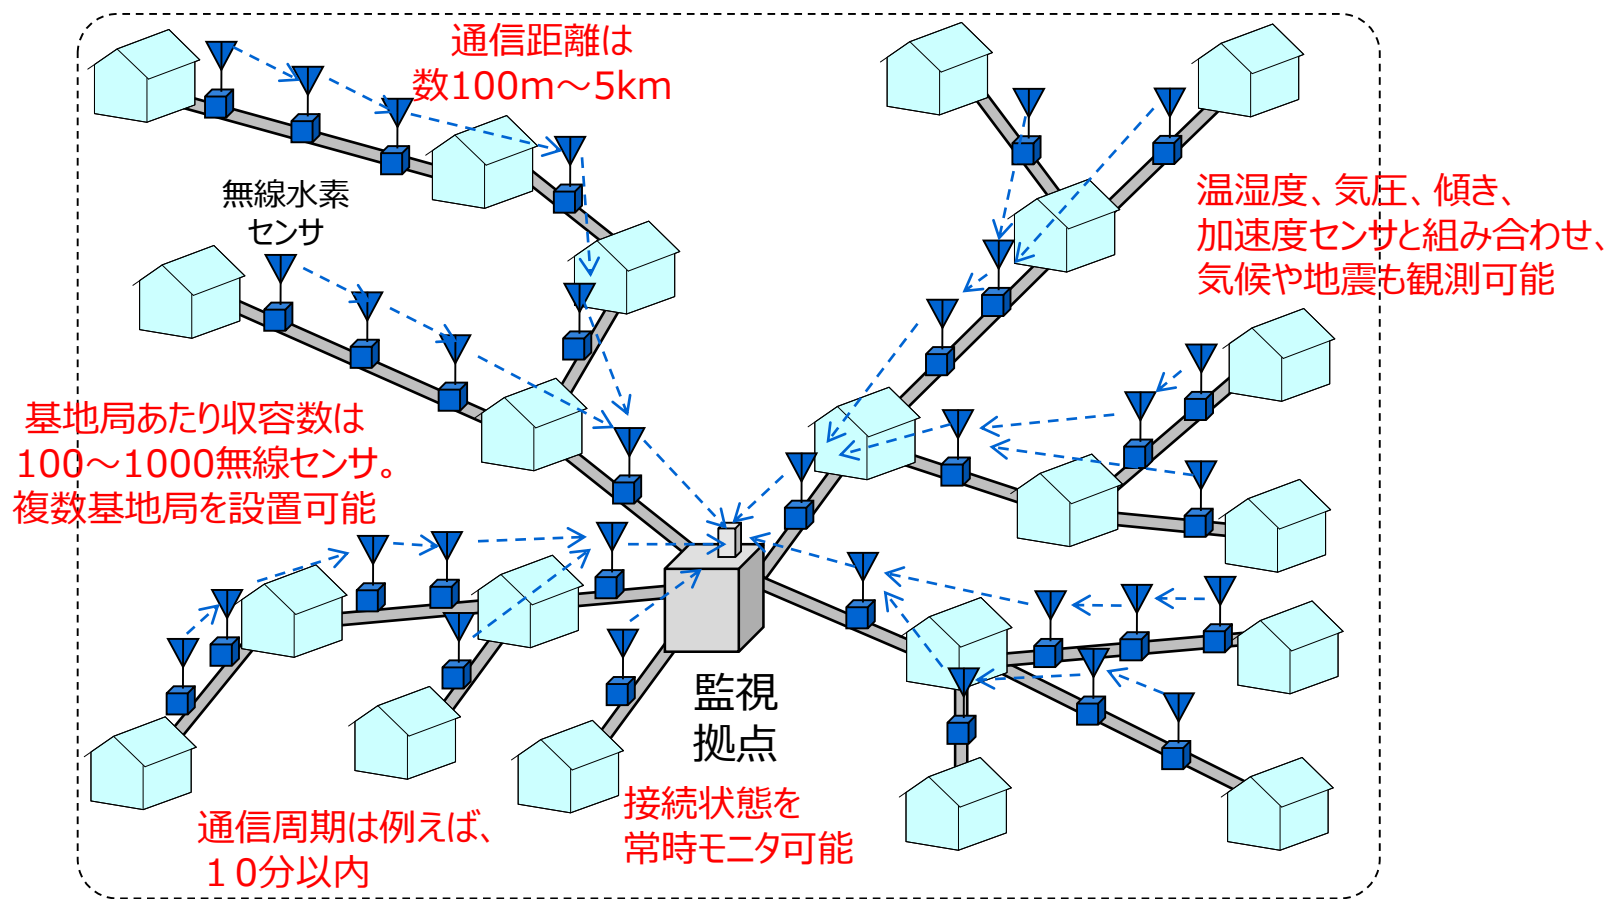 通信距離は
数100m～5km
無線水素
センサ
温湿度、気圧、傾き、
加速度センサと組み合わせ、
気候や地震も観測可能
基地局あたり収容数は
100～1000無線センサ。
複数基地局を設置可能
監視
拠点
接続状態を
常時モニタ可能
通信周期は例えば、
１０分以内